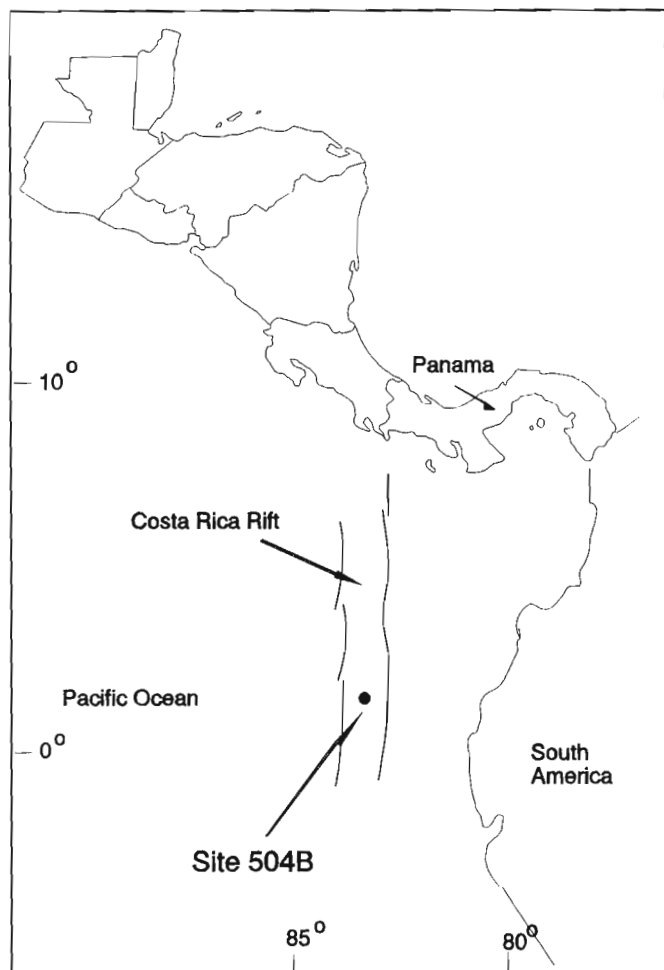 Panama
10°
Costa Rica Rift
Pacific Ocean
0°
South
America
Site 504B
85°
80°